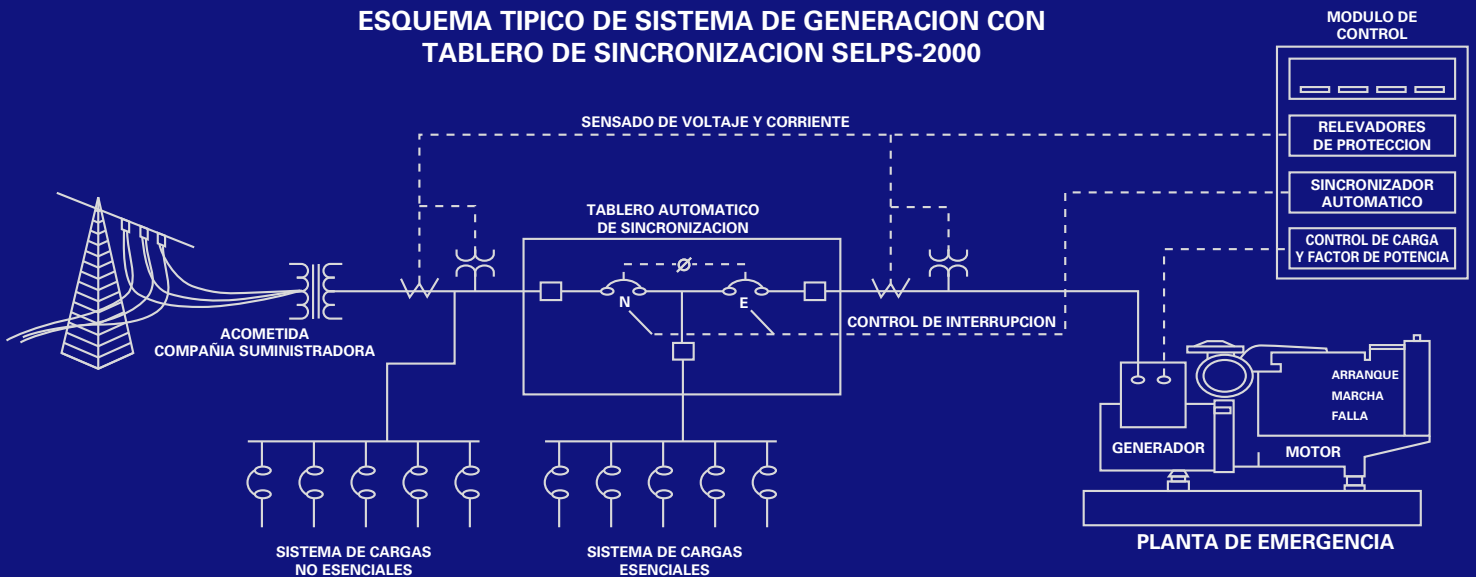 ESQUEMA TIPICO DE SISTEMA DE GENERACION CON
TABLERO DE SINCRONIZACION SELPS-2000
MODULO DE
CONTROL
SENSADO DE VOLTAJE Y CORRIENTE
RELEVADORES
DE PROTECCION
SINCRONIZADOR
AUTOMATICO
CONTROL DE CARGA
Y FACTOR DE POTENCIA
TABLERO AUTOMATICO
DE SINCRONIZACION
N
E
CONTROL DE INTERRUPCION
ACOMETIDA
COMPAÑIA SUMINISTRADORA
ARRANQUE
MARCHA
FALLA
GENERADOR
MOTOR
PLANTA DE EMERGENCIA
SISTEMA DE CARGAS
NO ESENCIALES
SISTEMA DE CARGAS
ESENCIALES